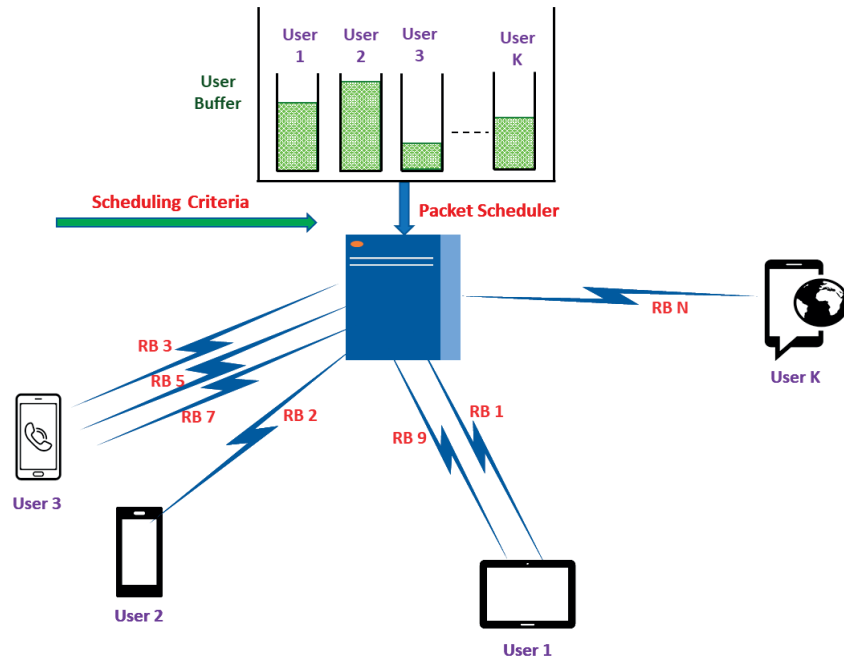 User
1
User
2
User
3
User
K
User
Buffer
Scheduling Criteria
Packet Scheduler
RB 3
RB 5
RB 7
RB 2
RB 9
RB 1
RB N
User K
User 3
User 2
User 1